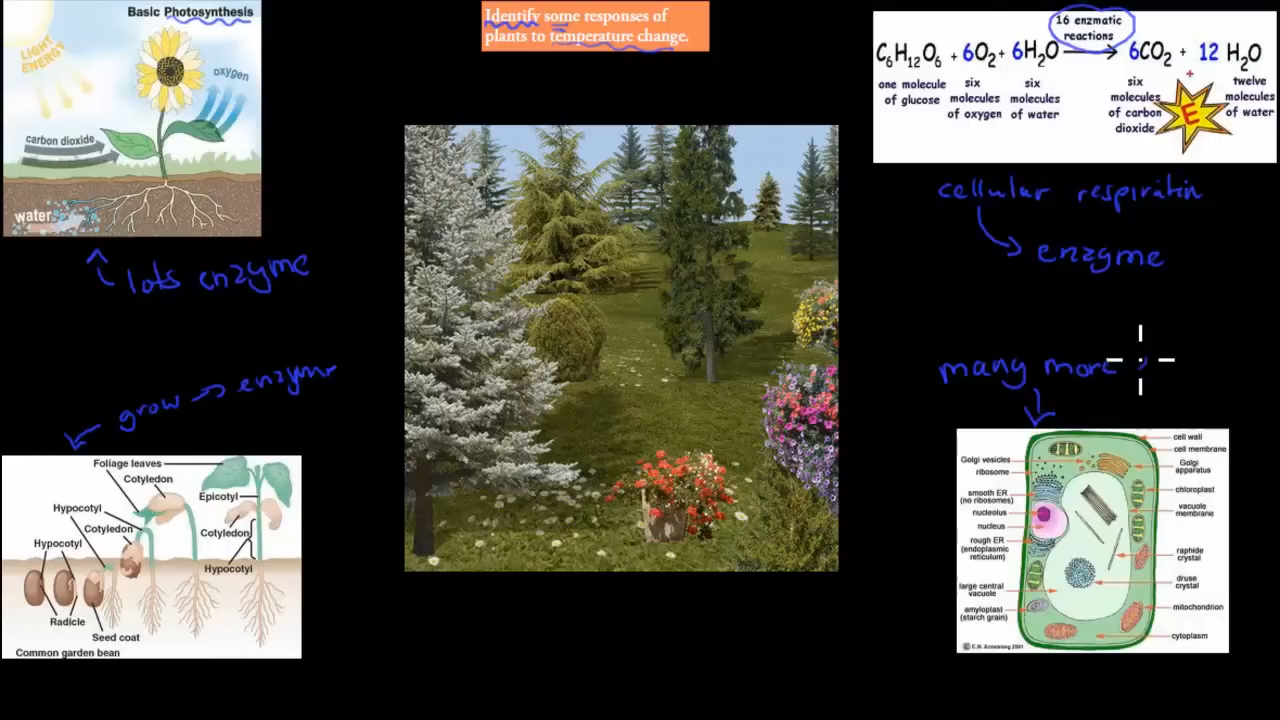 Basic Photosynthesis
LIGHT
ENERGY
oxygen
carbon dioxide
water
lots enzyme
grow → enzyme
Foliage leaves
Cotyledon
Epicotyl
Hypocotyl
Cotyledon
Cotyledon
Hypocotyl
Hypocotyl
Radicle
Seed coat
Common garden bean
Identify some responses of
plants to temperature change.
16 enzmatic
reactions
C₆H₁₂O₆ + 6O₂ + 6H₂O → 6CO₂ + 12 H₂O
+
E
one molecule
of glucose
six
molecules
of oxygen
six
molecules
of water
six
molecules
of carbon
dioxide
twelve
molecules
of water
cellular respiratin
enzyme
many more
Golgi vesicles
ribosome
smooth ER
(no ribosomes)
nucleolus
nucleus
rough ER
(endoplasmic
reticulum)
large central
vacuole
amyloplast
(starch grain)
© E.M. Armstrong 2001
cell wall
cell membrane
Golgi
apparatus
chloroplast
vacuole
membrane
raphide
crystal
druse
crystal
mitochondrion
cytoplasm